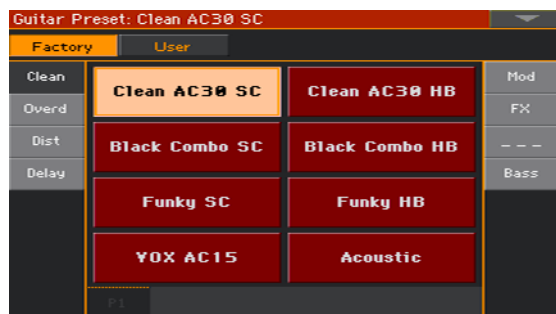 Guitar Preset: Clean AC30 SC
Factory User
Clean
Overd
Dist
Delay
Clean AC30 SC Clean AC30 HB
Black Combo SC Black Combo HB
Funky SC Funky HB
VOX AC15 Acoustic
Mod
FX
---
Bass
P1